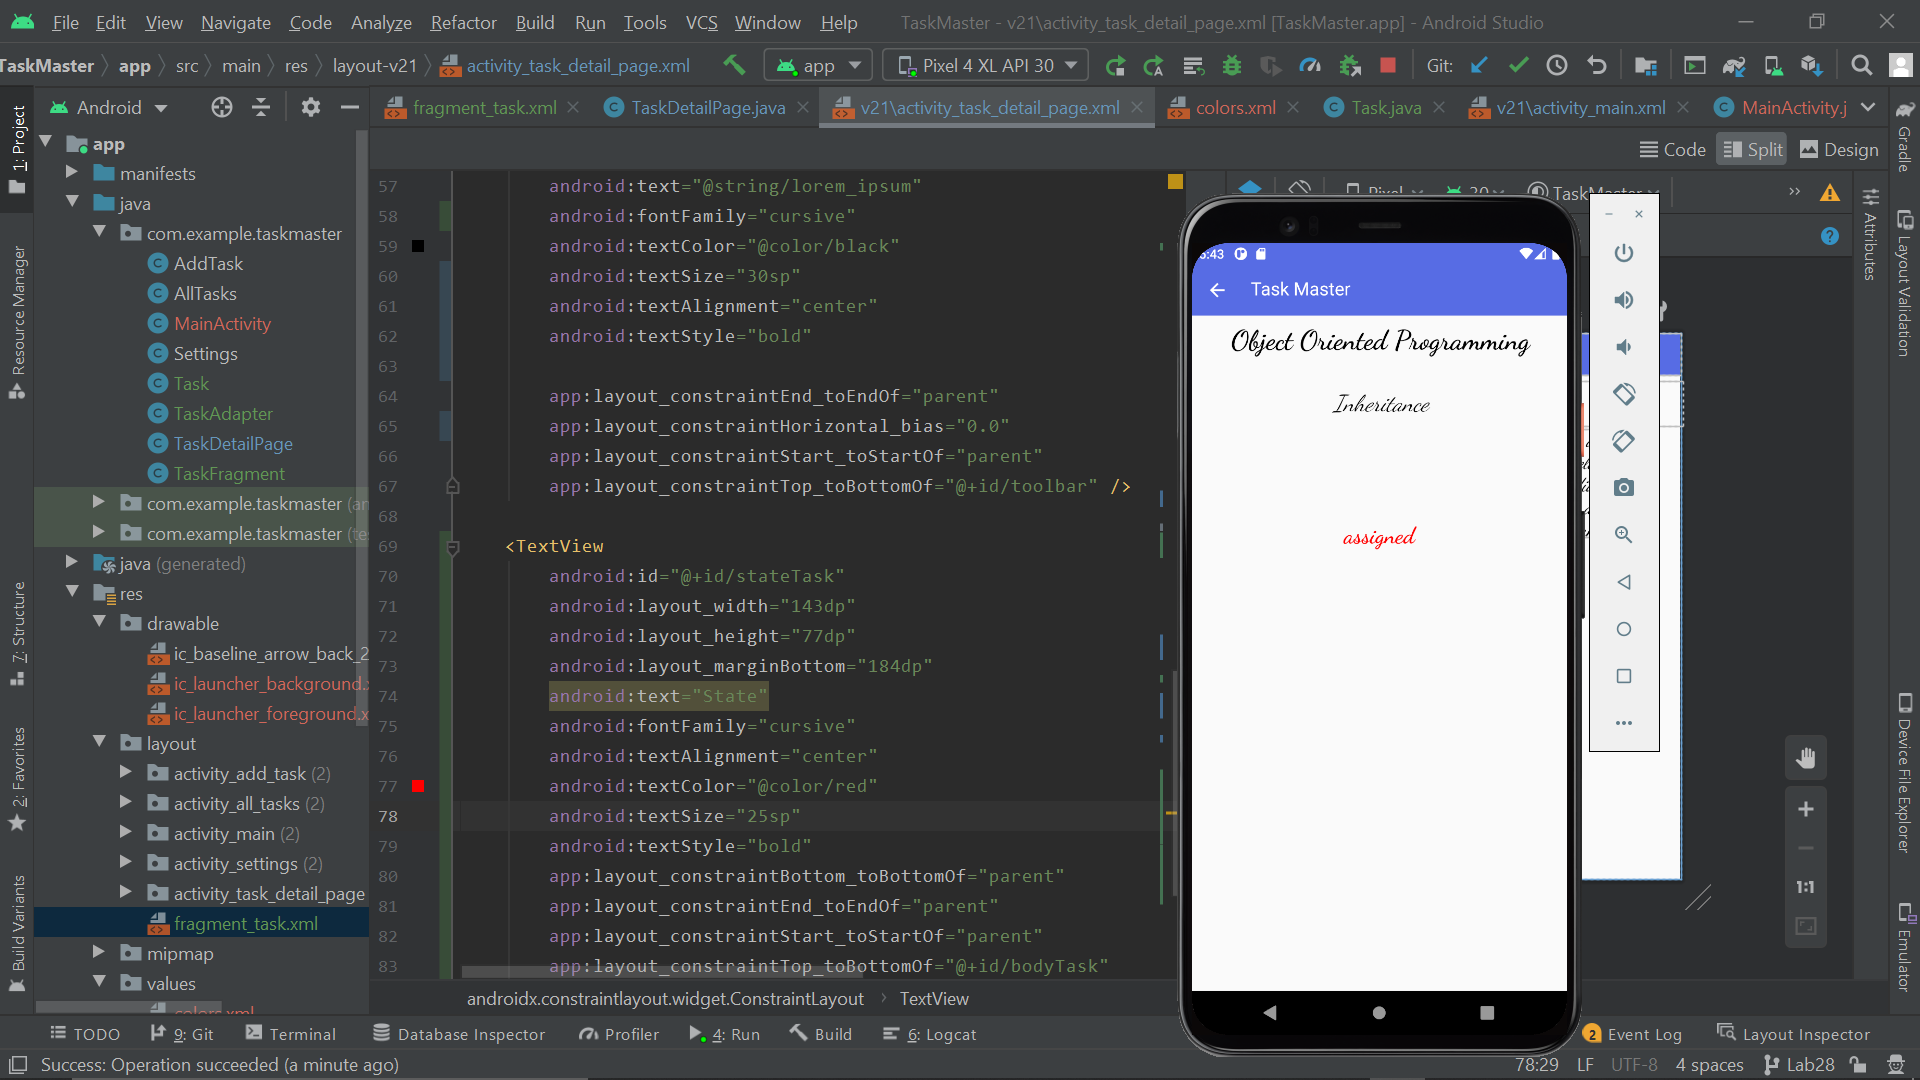 File Edit View Navigate Code Analyze Refactor Build Run Tools VCS Window Help TaskMaster - v21\activity_task_detail_page.xml [TaskMaster.app] - Android Studio
TaskMaster app src main res layout-v21 activity_task_detail_page.xml app Pixel 4 XL API 30 Git:
Android fragment_task.xml TaskDetailPage.java v21\activity_task_detail_page.xml colors.xml Task.java v21\activity_main.xml MainActivity.j
Code Split Design
1: Project
Resource Manager
7: Structure
2: Favorites
Build Variants
app
manifests
java
com.example.taskmaster
AddTask
AllTasks
MainActivity
Settings
Task
TaskAdapter
TaskDetailPage
TaskFragment
com.example.taskmaster
com.example.taskmaster
java (generated)
res
drawable
ic_baseline_arrow_back_2
ic_launcher_background.
ic_launcher_foreground.x
layout
activity_add_task (2)
activity_all_tasks (2)
activity_main (2)
activity_settings (2)
activity_task_detail_page
fragment_task.xml
mipmap
values
colors.xml
57 android:text="@string/lorem_ipsum"
58 android:fontFamily="cursive"
59 android:textColor="@color/black"
60 android:textSize="30sp"
61 android:textAlignment="center"
62 android:textStyle="bold"
63
64 app:layout_constraintEnd_toEndOf="parent"
65 app:layout_constraintHorizontal_bias="0.0"
66 app:layout_constraintStart_toStartOf="parent"
67 app:layout_constraintTop_toBottomOf="@+id/toolbar" />
68
69 <TextView
70 android:id="@+id/stateTask"
71 android:layout_width="143dp"
72 android:layout_height="77dp"
73 android:layout_marginBottom="184dp"
74 android:text="State"
75 android:fontFamily="cursive"
76 android:textAlignment="center"
77 android:textColor="@color/red"
78 android:textSize="25sp"
79 android:textStyle="bold"
80 app:layout_constraintBottom_toBottomOf="parent"
81 app:layout_constraintEnd_toEndOf="parent"
82 app:layout_constraintStart_toStartOf="parent"
83 app:layout_constraintTop_toBottomOf="@+id/bodyTask"
androidx.constraintlayout.widget.ConstraintLayout TextView
Pixel 30 TaskMaster
:43
Task Master
Object Oriented Programming
Inheritance
assigned
1:1
Gradle
Layout Validation
Attributes
Device File Explorer
Emulator
TODO 9: Git Terminal Database Inspector Profiler 4: Run Build 6: Logcat 2 Event Log Layout Inspector
Success: Operation succeeded (a minute ago) 78:29 LF UTF-8 4 spaces Lab28